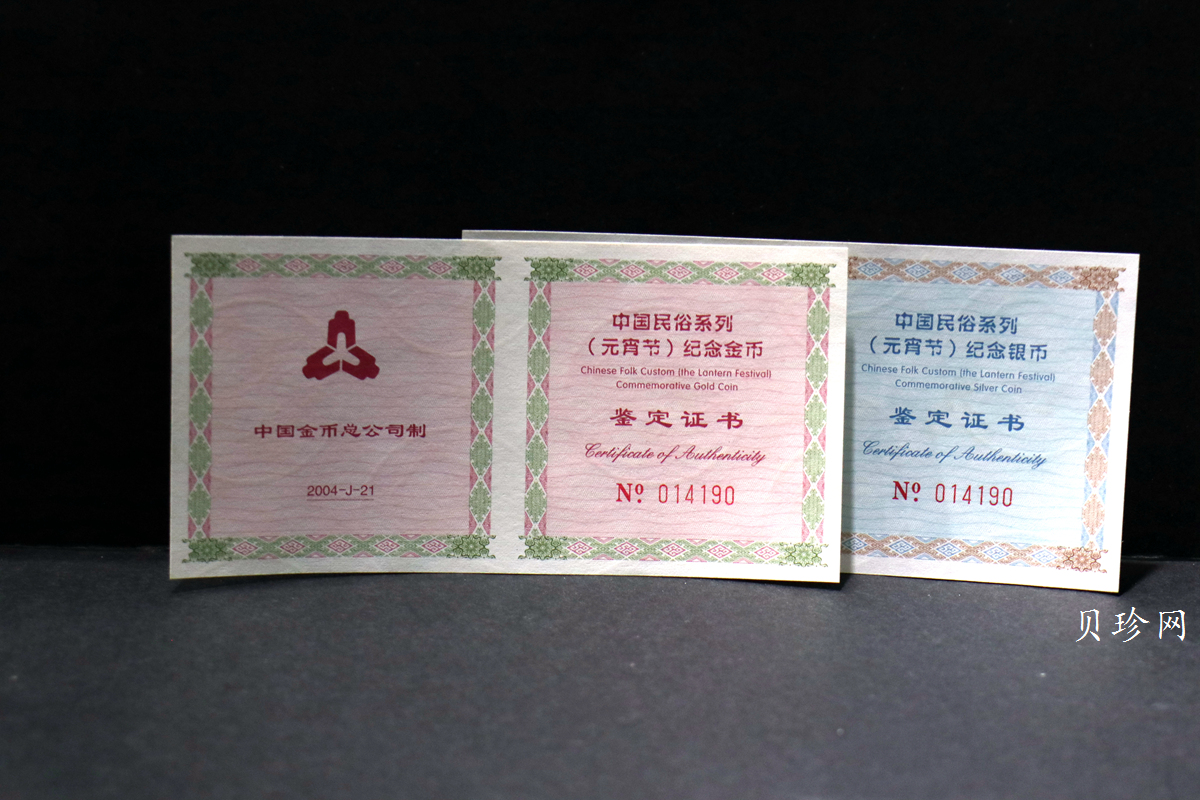 中国金币总公司制
2004-J-21
中国民俗系列
（元宵节）纪念金币
Chinese Folk Custom (the Lantern Festival)
Commemorative Gold Coin
鉴定证书
Certificate of Authenticity
Nº 014190
中国民俗系列
（元宵节）纪念银币
Chinese Folk Custom (the Lantern Festival)
Commemorative Silver Coin
鉴定证书
Certificate of Authenticity
Nº 014190
贝珍网